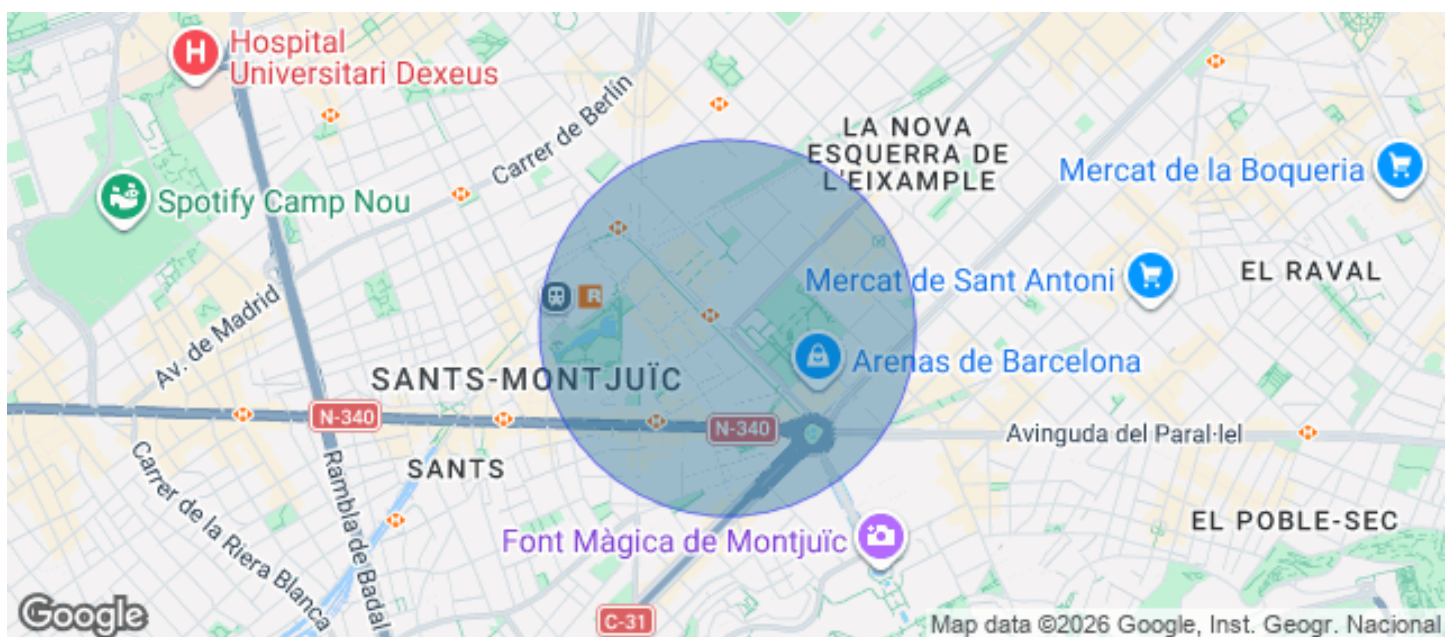 Hospital
Universitari Dexeus
Carrer de Berlín
LA NOVA
ESQUERRA DE
L'EIXAMPLE
Mercat de la Boqueria
Spotify Camp Nou
Mercat de Sant Antoni
EL RAVAL
R
Av. de Madrid
SANTS-MONTJUÏC
Arenas de Barcelona
N-340
N-340
Avinguda del Paral·lel
SANTS
Carrer de la Riera Blanca
Rambla de Badal
EL POBLE-SEC
Font Màgica de Montjuïc
C-31
Google
Map data ©2026 Google, Inst. Geogr. Nacional